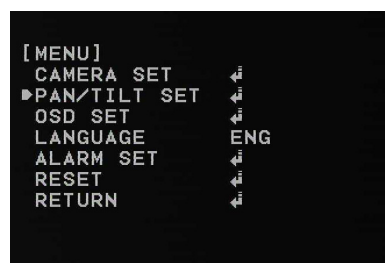 [MENU]
CAMERA SET ↲
▶PAN/TILT SET ↲
OSD SET ↲
LANGUAGE ENG
ALARM SET ↲
RESET ↲
RETURN ↲